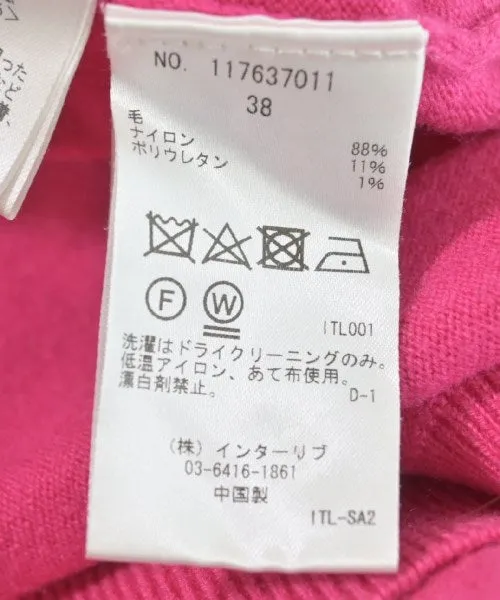 NO. 117637011
38
毛 88%
ナイロン 11%
ポリウレタン 1%
F
W
ITL001
洗濯はドライクリーニングのみ。
低温アイロン、あて布使用。
漂白剤禁止。
D-1
(株) インターリブ
03-6416-1861
中国製
ITL-SA2